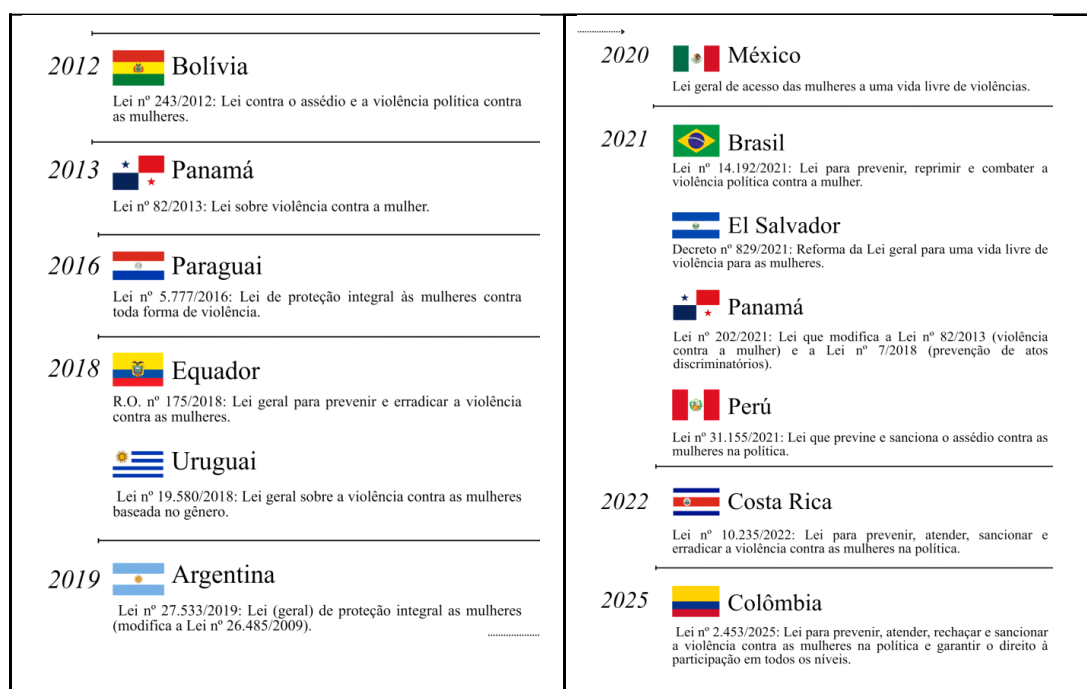 2012
Bolívia
Lei nº 243/2012: Lei contra o assédio e a violência política contra
as mulheres.
2013
Panamá
Lei nº 82/2013: Lei sobre violência contra a mulher.
2016
Paraguai
Lei nº 5.777/2016: Lei de proteção integral às mulheres contra
toda forma de violência.
2018
Equador
R.O. nº 175/2018: Lei geral para prevenir e erradicar a violência
contra as mulheres.
Uruguai
Lei nº 19.580/2018: Lei geral sobre a violência contra as mulheres
baseada no gênero.
2019
Argentina
Lei nº 27.533/2019: Lei (geral) de proteção integral as mulheres
(modifica a Lei nº 26.485/2009).
2020
México
Lei geral de acesso das mulheres a uma vida livre de violências.
2021
Brasil
Lei nº 14.192/2021: Lei para prevenir, reprimir e combater a
violência política contra a mulher.
El Salvador
Decreto nº 829/2021: Reforma da Lei geral para uma vida livre de
violência para as mulheres.
Panamá
Lei nº 202/2021: Lei que modifica a Lei nº 82/2013 (violência
contra a mulher) e a Lei nº 7/2018 (prevenção de atos
discriminatórios).
Perú
Lei nº 31.155/2021: Lei que previne e sanciona o assédio contra as
mulheres na política.
2022
Costa Rica
Lei nº 10.235/2022: Lei para prevenir, atender, sancionar e
erradicar a violência contra as mulheres na política.
2025
Colômbia
Lei nº 2.453/2025: Lei para prevenir, atender, rechaçar e sancionar
a violência contra as mulheres na política e garantir o direito à
participação em todos os níveis.